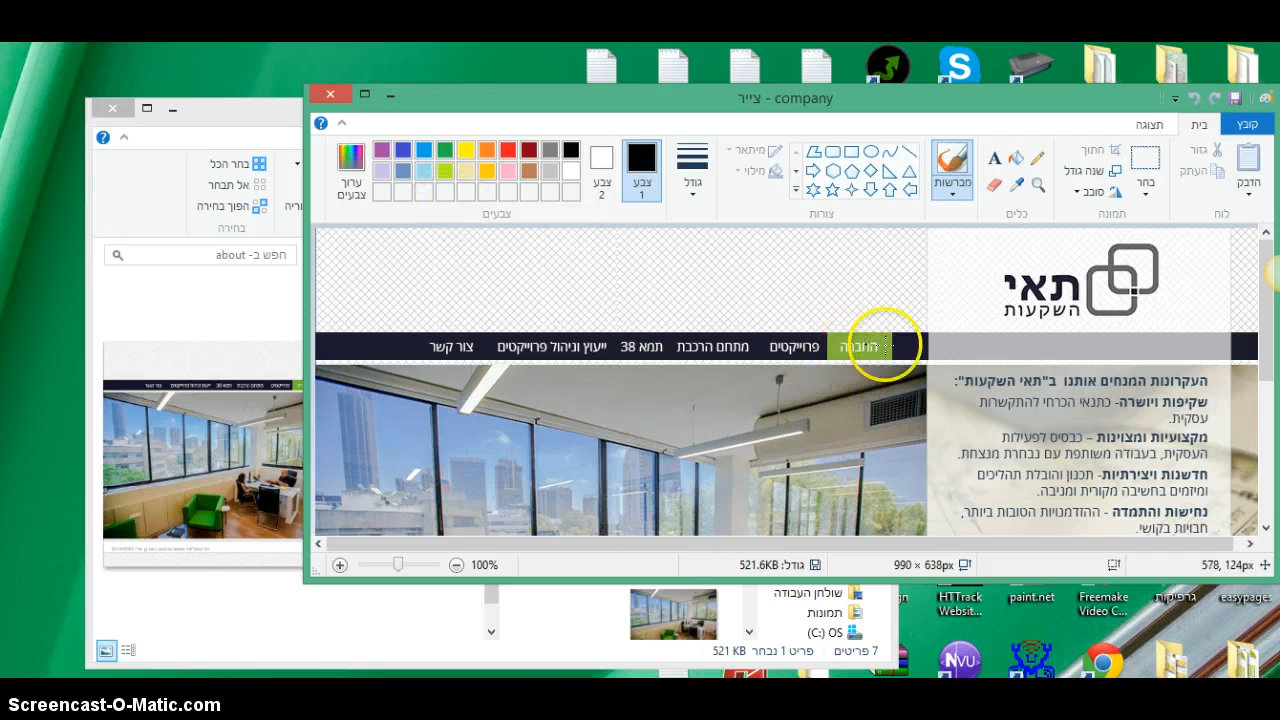 company - צייר
קובץ
בית
תצוגה
הדבק
גזור
העתק
לוח
בחר
חתוך
שנה גודל
סובב
תמונה
A
כלים
מברשות
מיתאר
מילוי
צורות
גודל
צבע
1
צבע
2
ערוך
צבעים
צבעים
בחר הכל
אל תבחר
הפוך בחירה
בחירה
חפש ב- about
תאי
השקעות
החברה
פרוייקטים
מתחם הרכבת
תמא 38
ייעוץ וניהול פרוייקטים
צור קשר
העקרונות המנחים אותנו ב"תאי השקעות":
שקיפות ויושרה- כתנאי הכרחי להתקשרות
עסקית.
מקצועיות ומצוינות – כבסיס לפעילות
העסקית, בעבודה משותפת עם נבחרת מנצחת.
חדשנות ויצירתיות- תכנון והובלת תהליכים
ומיזמים בחשיבה מקורית ומניבה.
נחישות והתמדה - ההזדמנויות הטובות ביותר,
חבויות בקושי.
100%
גודל: 521.6KB
990 × 638px
578, 124px
שולחן העבודה
תמונות
OS (C:)
7 פריטים
פריט 1 נבחר
521 KB
HTTrack
Websit...
paint.net
Freemake
Video C...
גרפיקות
easypages
NVU
Screencast-O-Matic.com